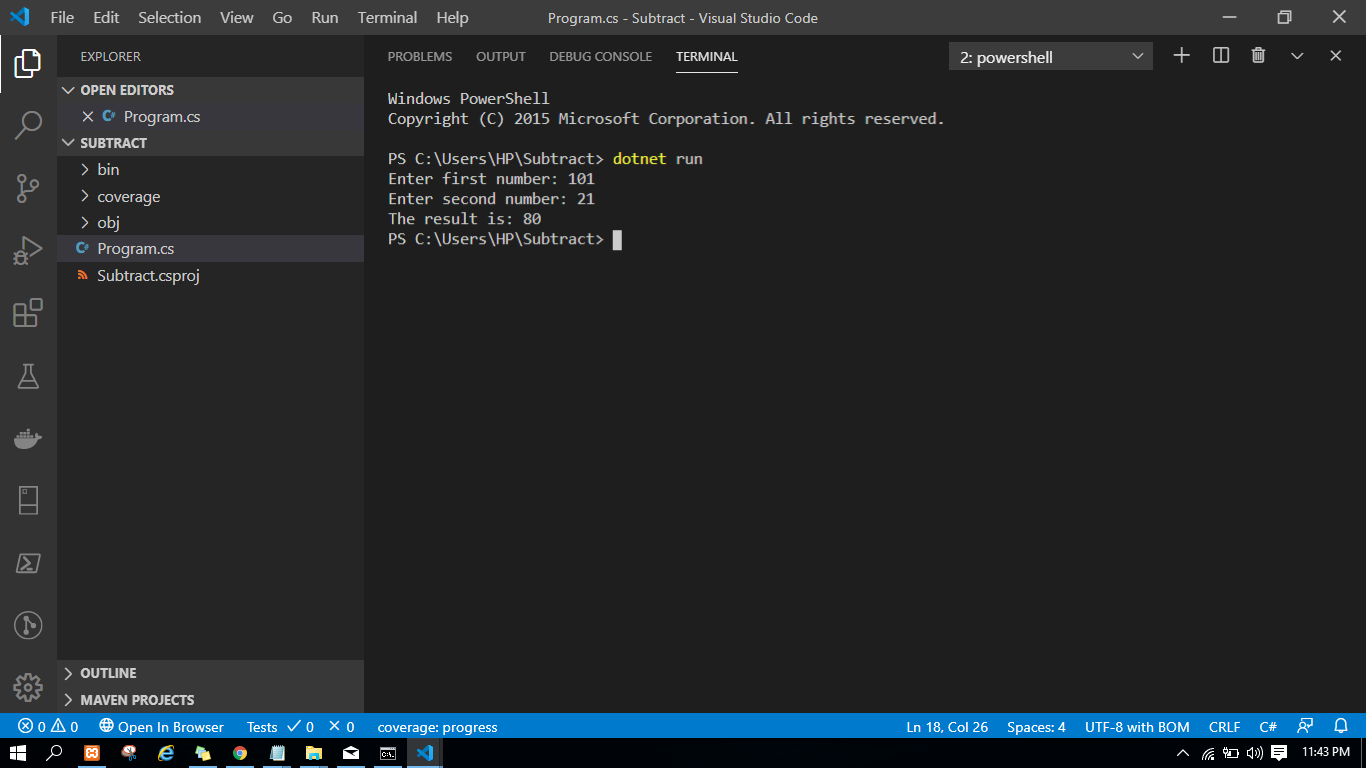 File Edit Selection View Go Run Terminal Help Program.cs - Subtract - Visual Studio Code
EXPLORER
OPEN EDITORS
Program.cs
SUBTRACT
bin
coverage
obj
Program.cs
Subtract.csproj
OUTLINE
MAVEN PROJECTS
PROBLEMS OUTPUT DEBUG CONSOLE TERMINAL 2: powershell
Windows PowerShell
Copyright (C) 2015 Microsoft Corporation. All rights reserved.
PS C:\Users\HP\Subtract> dotnet run
Enter first number: 101
Enter second number: 21
The result is: 80
PS C:\Users\HP\Subtract>
0 0 Open In Browser Tests 0 0 coverage: progress Ln 18, Col 26 Spaces: 4 UTF-8 with BOM CRLF C#
11:43 PM